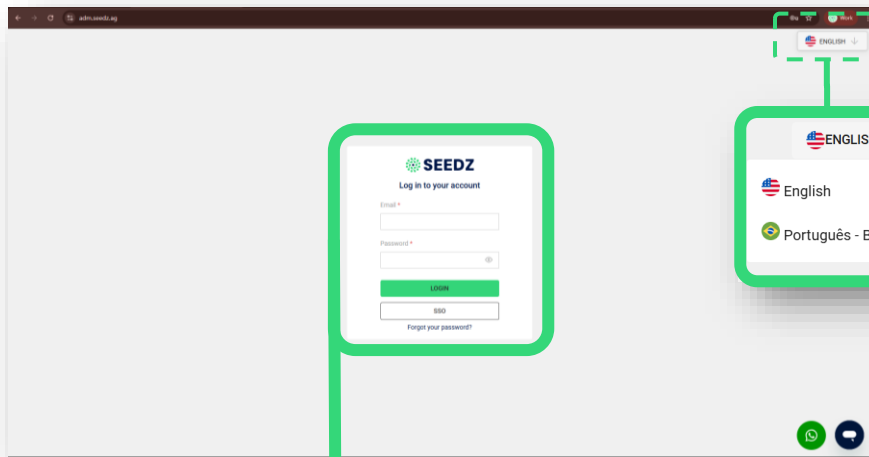 adm.seedz.ag
Work
ENGLISH
ENGLIS
English
Português - B
SEEDZ
Log in to your account
Email *
Password *
LOGIN
SSO
Forgot your password?